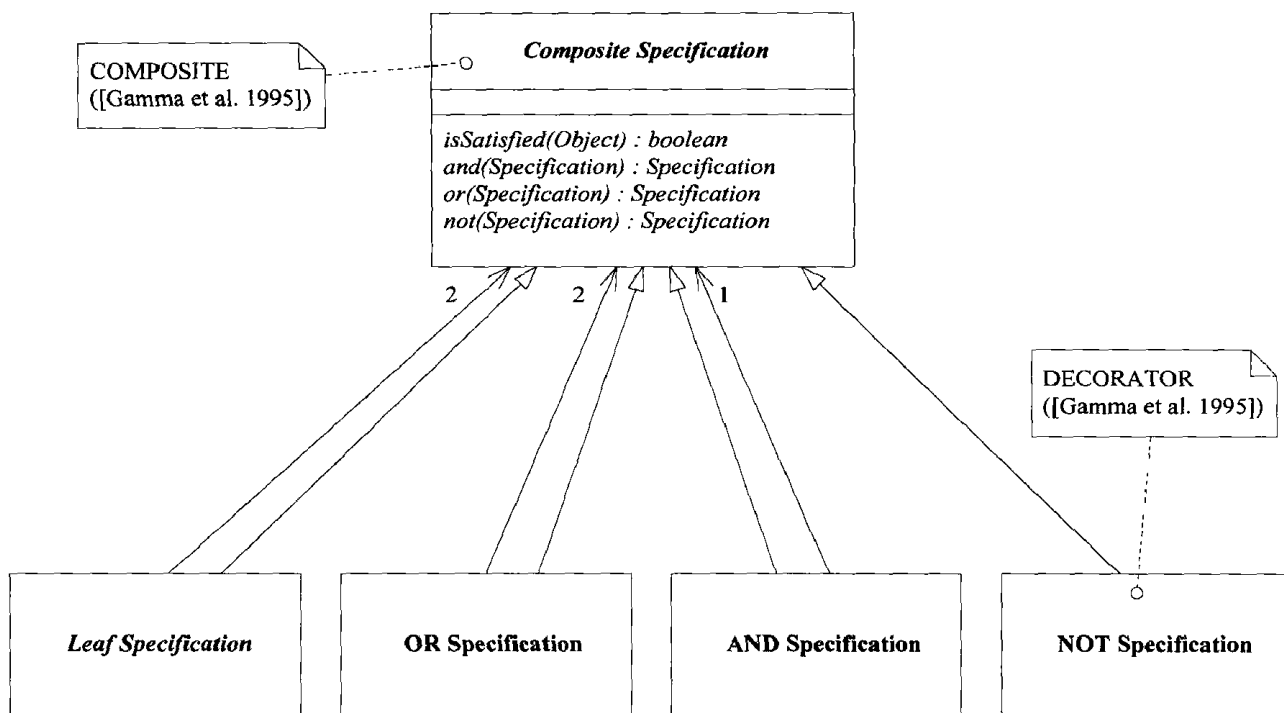 Composite Specification
COMPOSITE
([Gamma et al. 1995])
isSatisfied(Object) : boolean
and(Specification) : Specification
or(Specification) : Specification
not(Specification) : Specification
2
2
1
DECORATOR
([Gamma et al. 1995])
Leaf Specification
OR Specification
AND Specification
NOT Specification